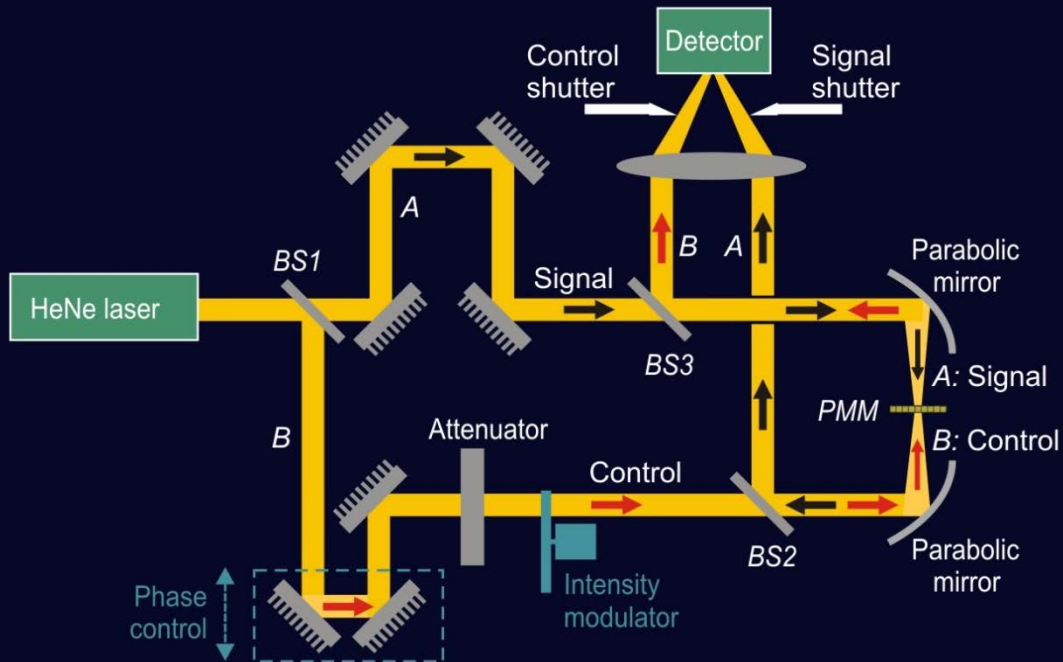 Detector
Control
shutter
Signal
shutter
A
BS1
HeNe laser
Signal
B
A
Parabolic
mirror
BS3
A: Signal
PMM
B: Control
B
Attenuator
Control
BS2
Parabolic
mirror
Phase
control
Intensity
modulator